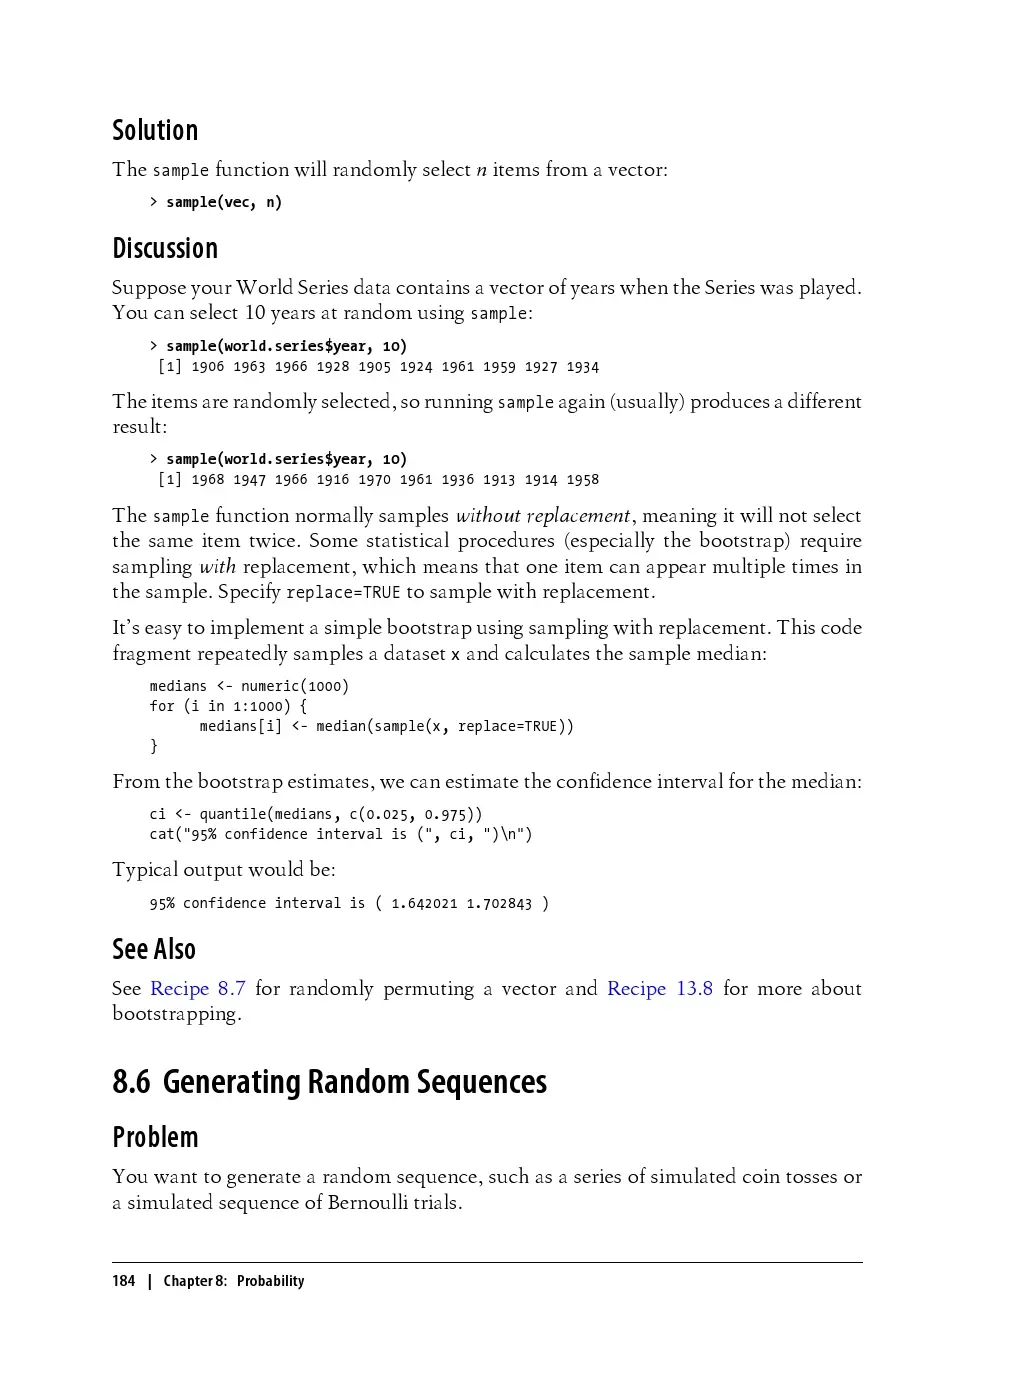 Solution
The sample function will randomly select n items from a vector:
> sample(vec, n)
Discussion
Suppose your World Series data contains a vector of years when the Series was played.
You can select 10 years at random using sample:
> sample(world.series$year, 10)
[1] 1906 1963 1966 1928 1905 1924 1961 1959 1927 1934
The items are randomly selected, so running sample again (usually) produces a different
result:
> sample(world.series$year, 10)
[1] 1968 1947 1966 1916 1970 1961 1936 1913 1914 1958
The sample function normally samples without replacement, meaning it will not select
the same item twice. Some statistical procedures (especially the bootstrap) require
sampling with replacement, which means that one item can appear multiple times in
the sample. Specify replace=TRUE to sample with replacement.
It's easy to implement a simple bootstrap using sampling with replacement. This code
fragment repeatedly samples a dataset x and calculates the sample median:
medians <- numeric(1000)
for (i in 1:1000) {
medians[i] <- median(sample(x, replace=TRUE))
}
From the bootstrap estimates, we can estimate the confidence interval for the median:
ci <- quantile(medians, c(0.025, 0.975))
cat("95% confidence interval is (", ci, ")\n")
Typical output would be:
95% confidence interval is ( 1.642021 1.702843 )
See Also
See Recipe 8.7 for randomly permuting a vector and Recipe 13.8 for more about
bootstrapping.
8.6 Generating Random Sequences
Problem
You want to generate a random sequence, such as a series of simulated coin tosses or
a simulated sequence of Bernoulli trials.
184 | Chapter 8: Probability